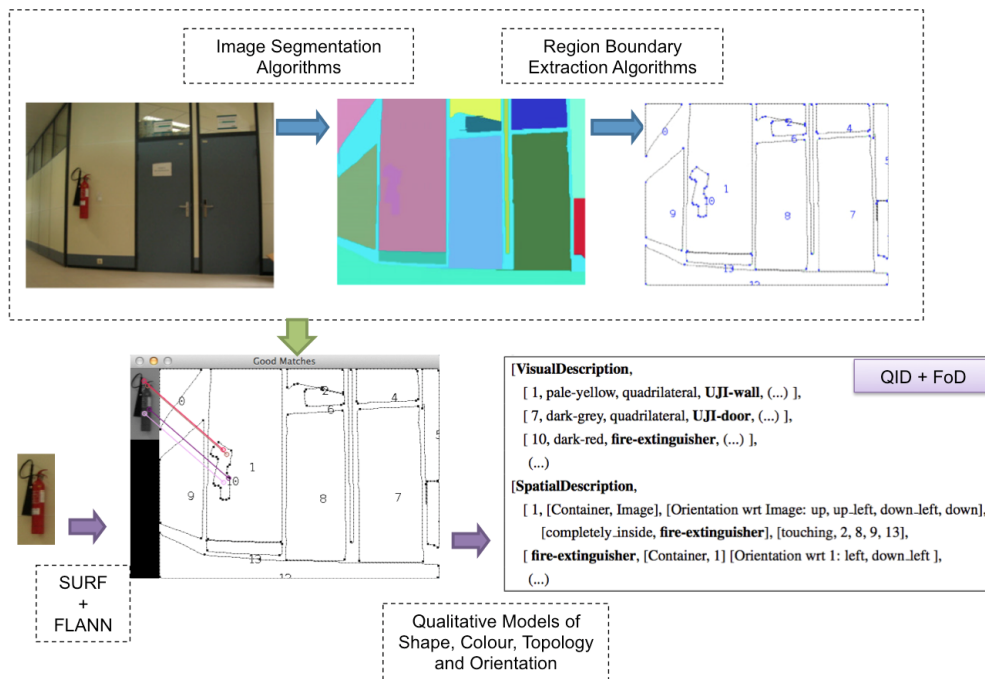 Image Segmentation
Algorithms
Region Boundary
Extraction Algorithms
0
2
6
4
5
1
10
9
8
7
13
12
Good Matches
0
2
6
4
5
1
10
9
8
7
13
12
SURF
+
FLANN
QID + FoD
[VisualDescription,
[ 1, pale-yellow, quadrilateral, UJI-wall, (...) ],
[ 7, dark-grey, quadrilateral, UJI-door, (...) ],
[ 10, dark-red, fire-extinguisher, (...) ],
(...)
[SpatialDescription,
[ 1, [Container, Image], [Orientation wrt Image: up, up_left, down_left, down],
[completely_inside, fire-extinguisher], [touching, 2, 8, 9, 13],
[ fire-extinguisher, [Container, 1] [Orientation wrt 1: left, down_left ],
(...)
Qualitative Models of
Shape, Colour, Topology
and Orientation